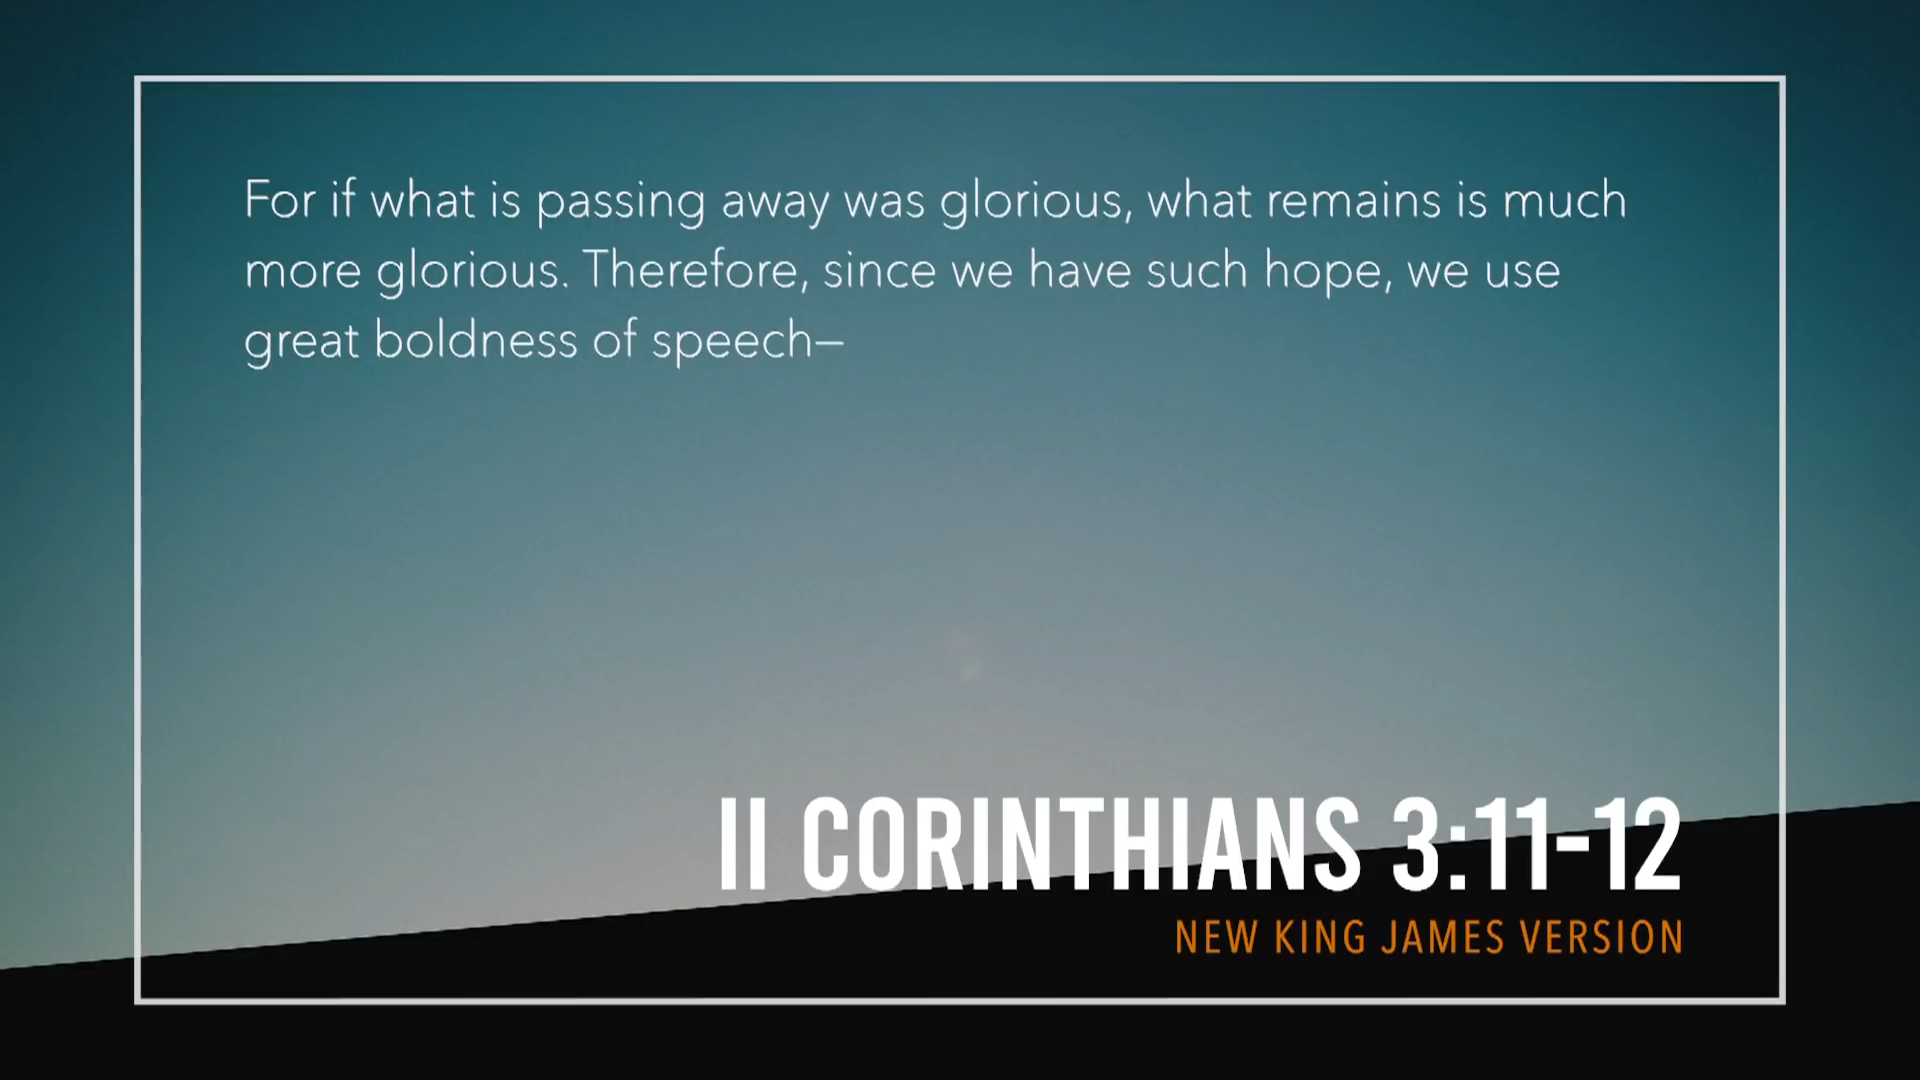 For if what is passing away was glorious, what remains is much
more glorious. Therefore, since we have such hope, we use
great boldness of speech—
II CORINTHIANS 3:11-12
NEW KING JAMES VERSION